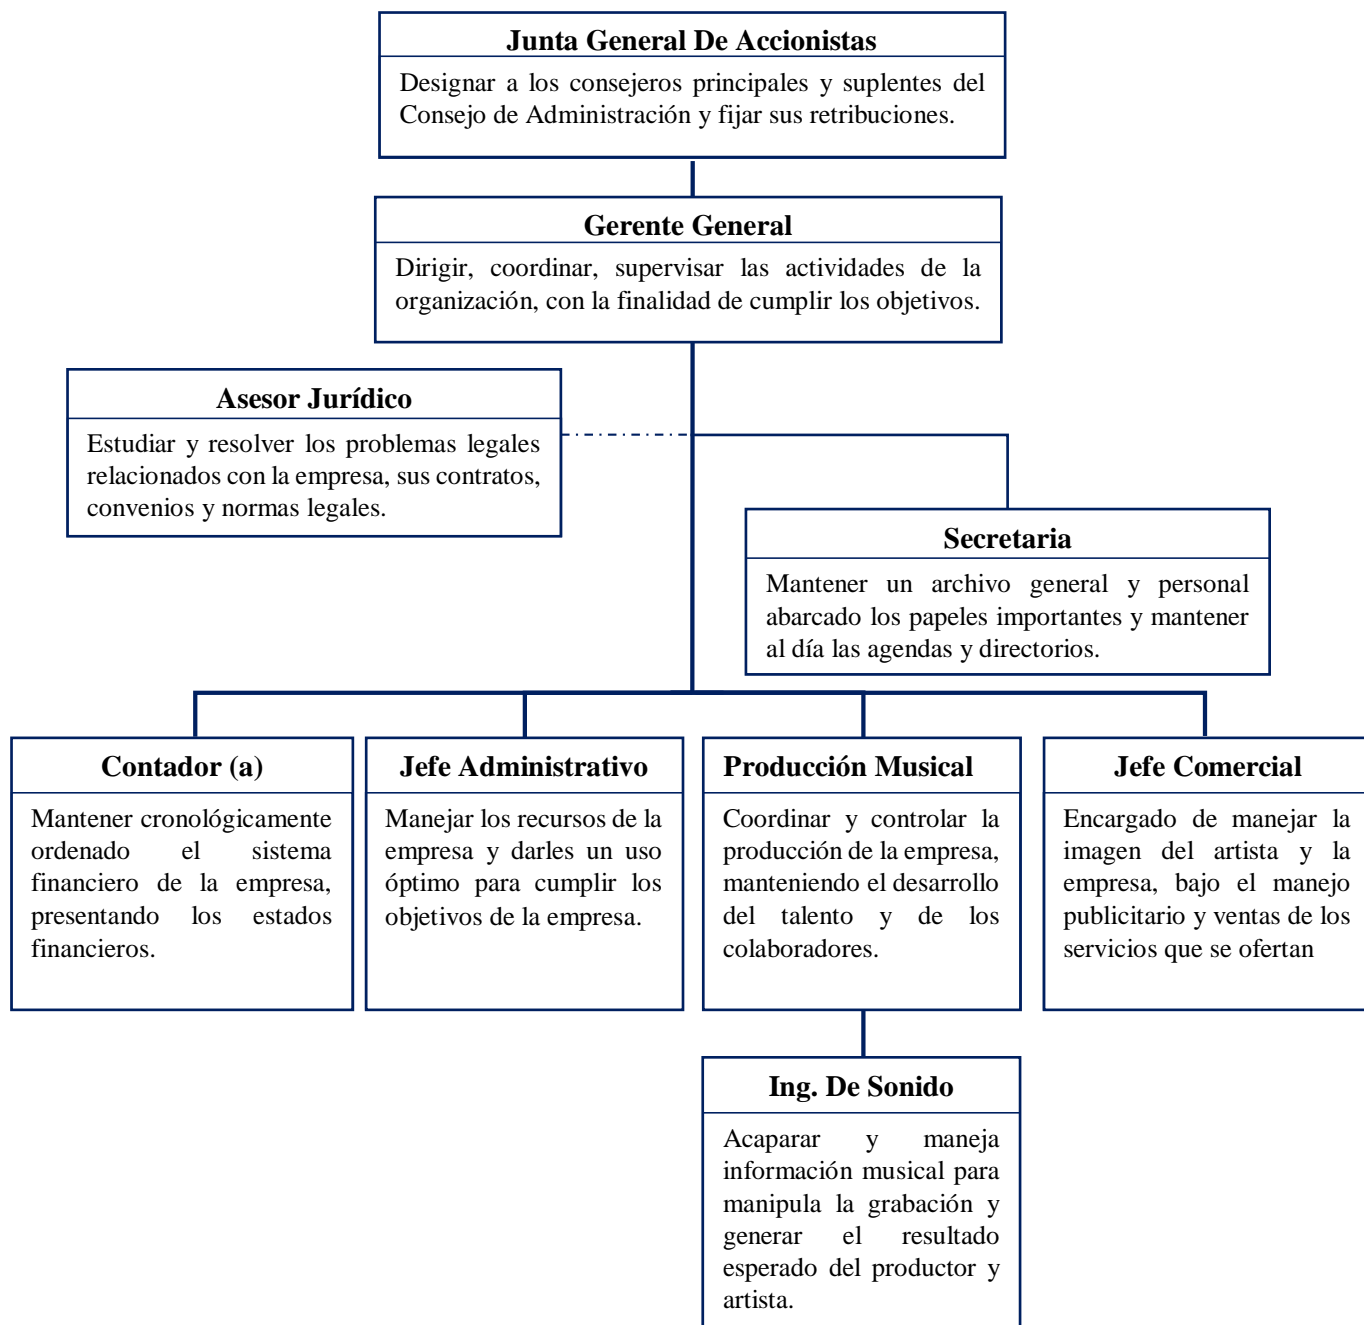 Junta General De Accionistas
Designar a los consejeros principales y suplentes del
Consejo de Administración y fijar sus retribuciones.
Gerente General
Dirigir, coordinar, supervisar las actividades de la
organización, con la finalidad de cumplir los objetivos.
Asesor Jurídico
Estudiar y resolver los problemas legales
relacionados con la empresa, sus contratos,
convenios y normas legales.
Secretaria
Mantener un archivo general y personal
abarcado los papeles importantes y mantener
al día las agendas y directorios.
Contador (a)
Mantener cronológicamente
ordenado el sistema
financiero de la empresa,
presentando los estados
financieros.
Jefe Administrativo
Manejar los recursos de la
empresa y darles un uso
óptimo para cumplir los
objetivos de la empresa.
Producción Musical
Coordinar y controlar la
producción de la empresa,
manteniendo el desarrollo
del talento y de los
colaboradores.
Jefe Comercial
Encargado de manejar la
imagen del artista y la
empresa, bajo el manejo
publicitario y ventas de los
servicios que se ofertan
Ing. De Sonido
Acaparar y maneja
información musical para
manipula la grabación y
generar el resultado
esperado del productor y
artista.